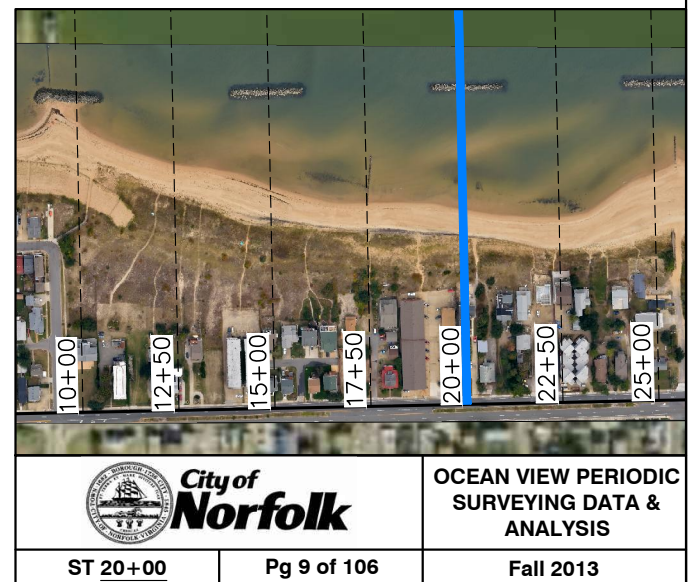 10+00
12+50
15+00
17+50
20+00
22+50
25+00
City of
Norfolk
OCEAN VIEW PERIODIC
SURVEYING DATA &
ANALYSIS
ST 20+00
Pg 9 of 106
Fall 2013